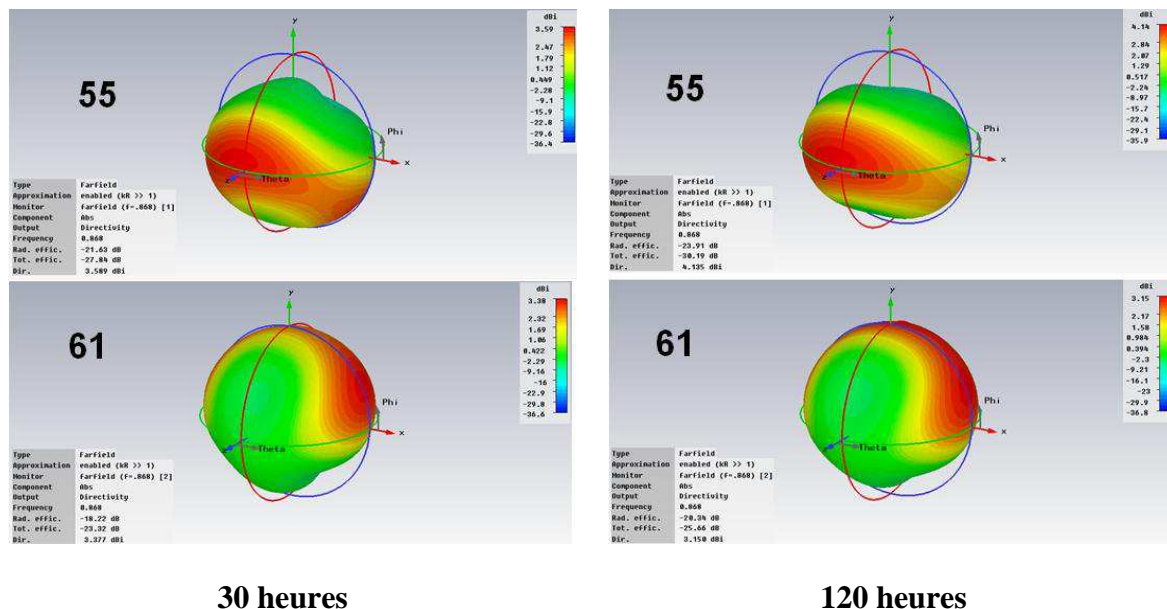 dBi
3.59
2.47
1.79
1.12
0.449
-2.28
-9.1
-15.9
-22.8
-29.6
-36.4
y
55
Phi
x
z
Theta
Type Farfield
Approximation enabled (kR >> 1)
Monitor farfield (f=.868) [1]
Component Abs
Output Directivity
Frequency 0.868
Rad. effic. -21.63 dB
Tot. effic. -27.84 dB
Dir. 3.589 dBi
dBi
4.14
2.84
2.07
1.29
0.517
-2.24
-8.97
-15.7
-22.4
-29.1
-35.9
y
55
Phi
x
z
Theta
Type Farfield
Approximation enabled (kR >> 1)
Monitor farfield (f=.868) [1]
Component Abs
Output Directivity
Frequency 0.868
Rad. effic. -23.91 dB
Tot. effic. -30.19 dB
Dir. 4.135 dBi
dBi
3.38
2.32
1.69
1.06
0.422
-2.29
-9.16
-16
-22.9
-29.8
-36.6
y
61
Phi
x
z
Theta
Type Farfield
Approximation enabled (kR >> 1)
Monitor farfield (f=.868) [2]
Component Abs
Output Directivity
Frequency 0.868
Rad. effic. -18.22 dB
Tot. effic. -23.32 dB
Dir. 3.377 dBi
dBi
3.15
2.17
1.58
0.984
0.394
-2.3
-9.21
-16.1
-23
-29.9
-36.8
y
61
Phi
x
z
Theta
Type Farfield
Approximation enabled (kR >> 1)
Monitor farfield (f=.868) [2]
Component Abs
Output Directivity
Frequency 0.868
Rad. effic. -20.34 dB
Tot. effic. -25.66 dB
Dir. 3.150 dBi
30 heures
120 heures